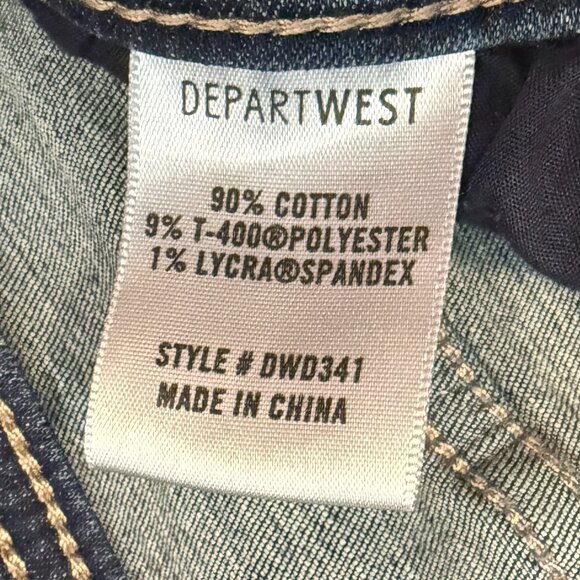 DEPARTWEST
90% COTTON
9% T-400®POLYESTER
1% LYCRA®SPANDEX
STYLE # DWD341
MADE IN CHINA